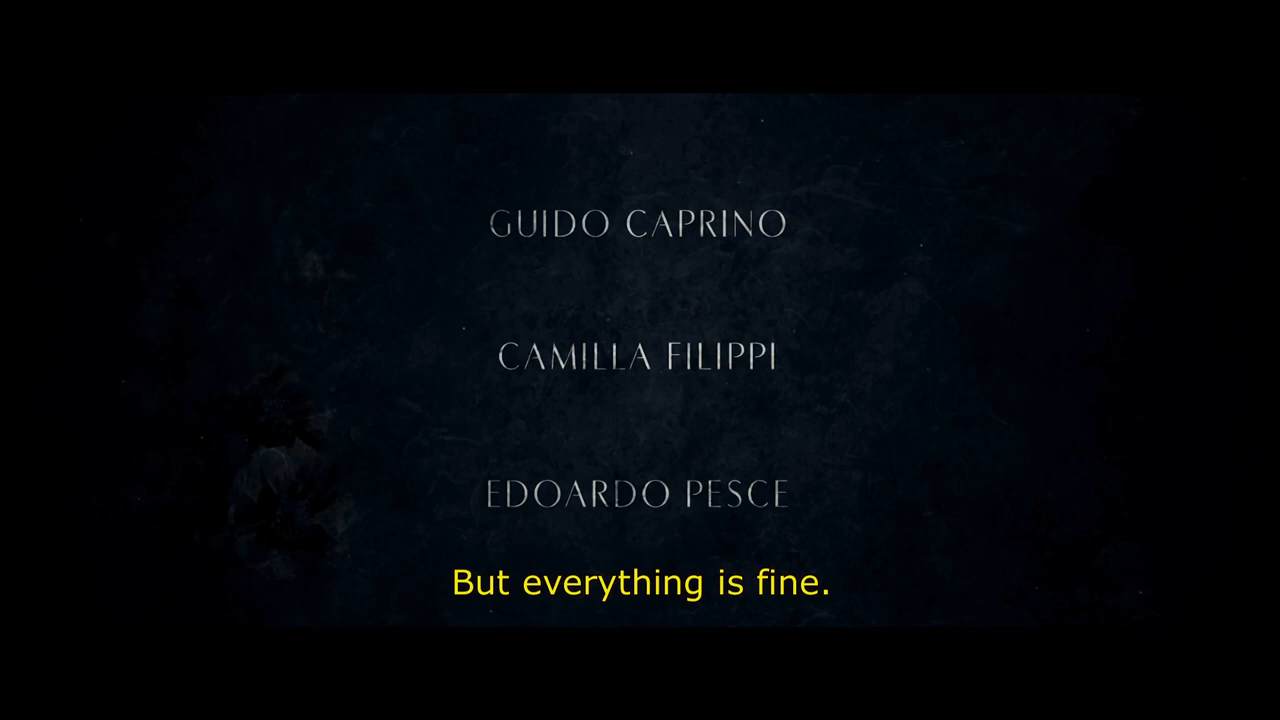 GUIDO CAPRINO
CAMILLA FILIPPI
EDOARDO PESCE
But everything is fine.